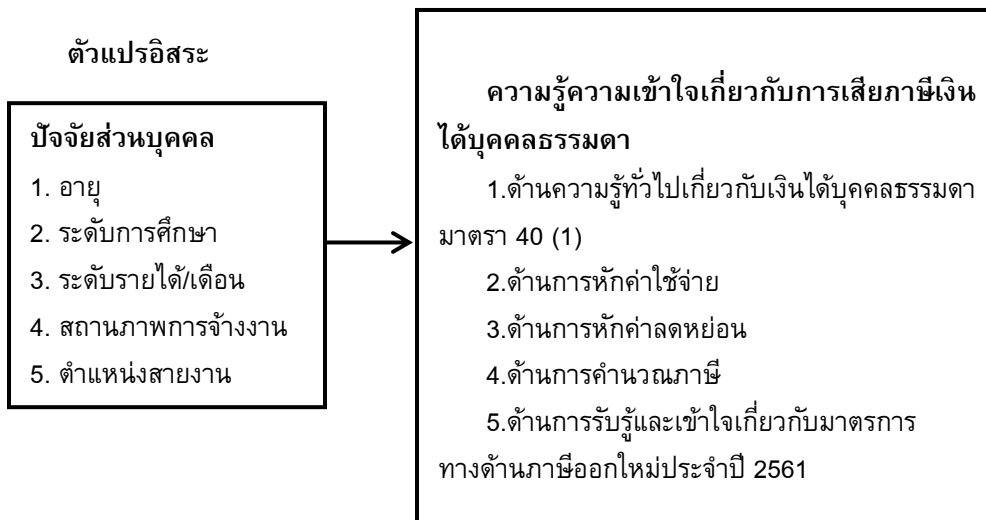 ตัวแปรอิสระ
ปัจจัยส่วนบุคคล
1. อายุ
2. ระดับการศึกษา
3. ระดับรายได้/เดือน
4. สถานภาพการจ้างงาน
5. ตำแหน่งสายงาน
ความรู้ความเข้าใจเกี่ยวกับการเสียภาษีเงิน
ได้บุคคลธรรมดา
1.ด้านความรู้ทั่วไปเกี่ยวกับเงินได้บุคคลธรรมดา
มาตรา 40 (1)
2.ด้านการหักค่าใช้จ่าย
3.ด้านการหักค่าลดหย่อน
4.ด้านการคำนวณภาษี
5.ด้านการรับรู้และเข้าใจเกี่ยวกับมาตรการ
ทางด้านภาษีออกใหม่ประจำปี 2561